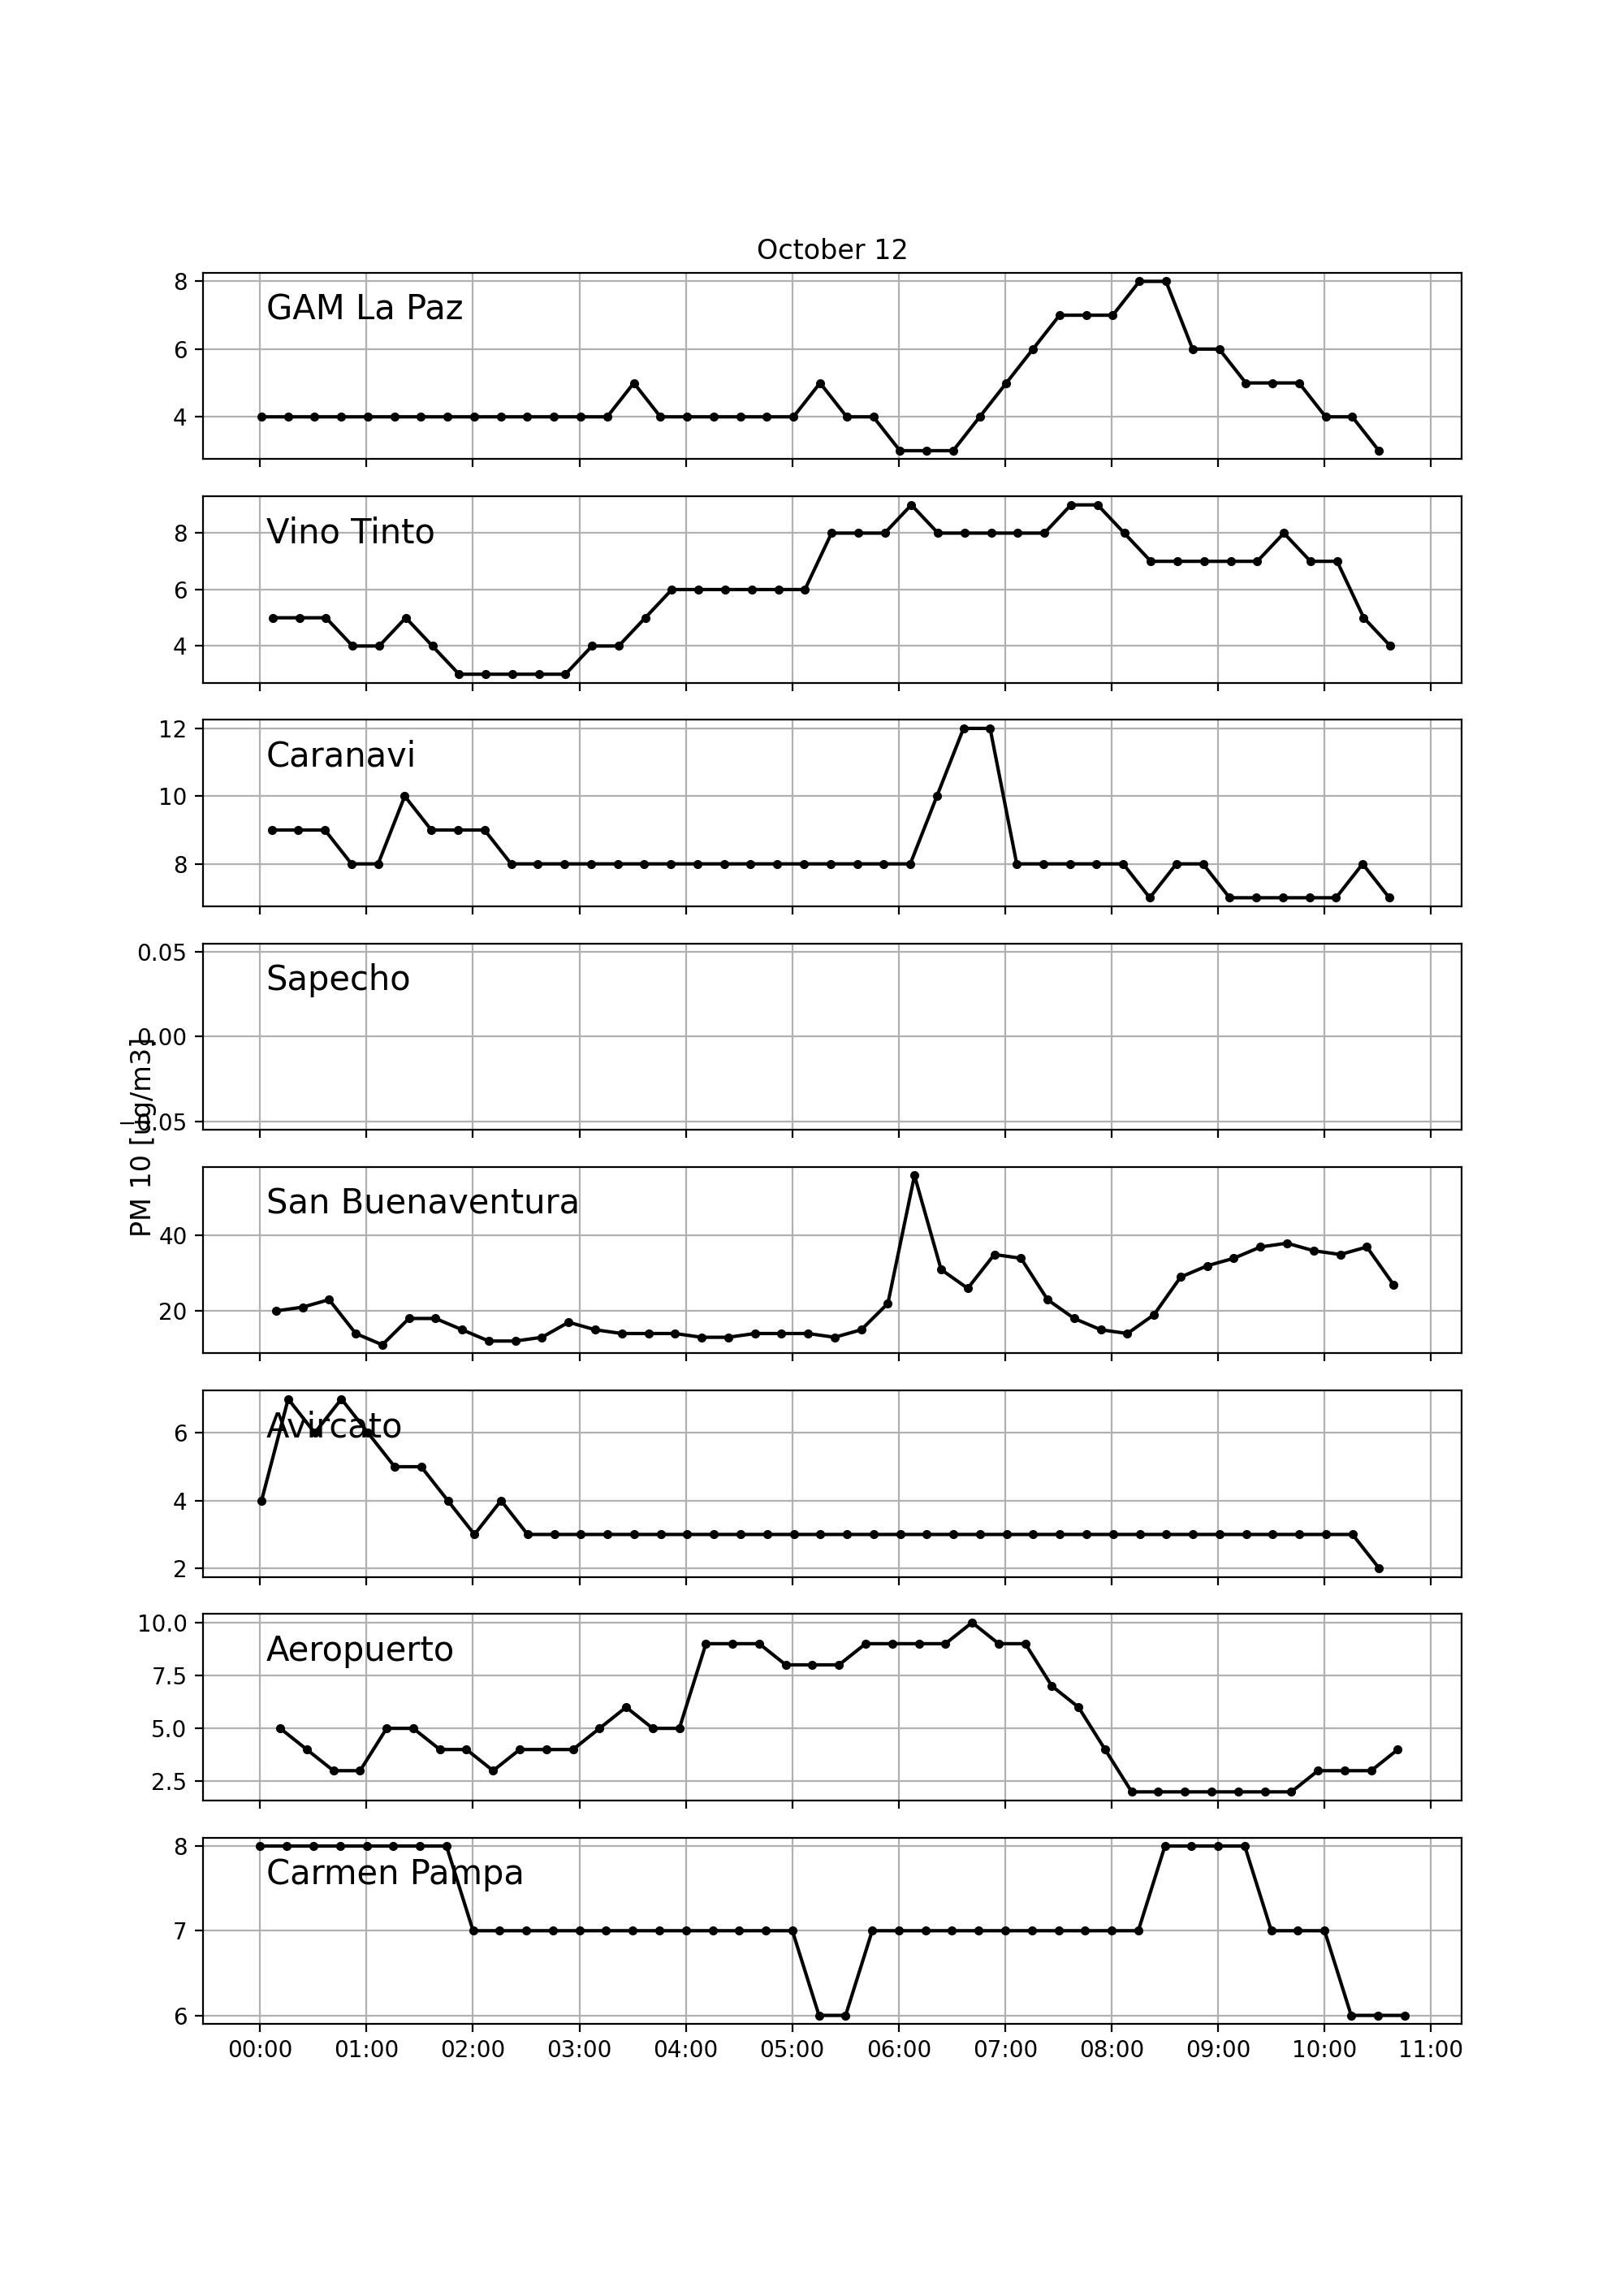 October 12
8
GAM La Paz
6
4
8
Vino Tinto
6
4
12
Caranavi
10
8
0.05
Sapecho
0.00
−0.05
PM 10 [ug/m3]
San Buenaventura
40
20
Avircato
6
4
2
10.0
Aeropuerto
7.5
5.0
2.5
8
Carmen Pampa
7
6
00:00 01:00 02:00 03:00 04:00 05:00 06:00 07:00 08:00 09:00 10:00 11:00